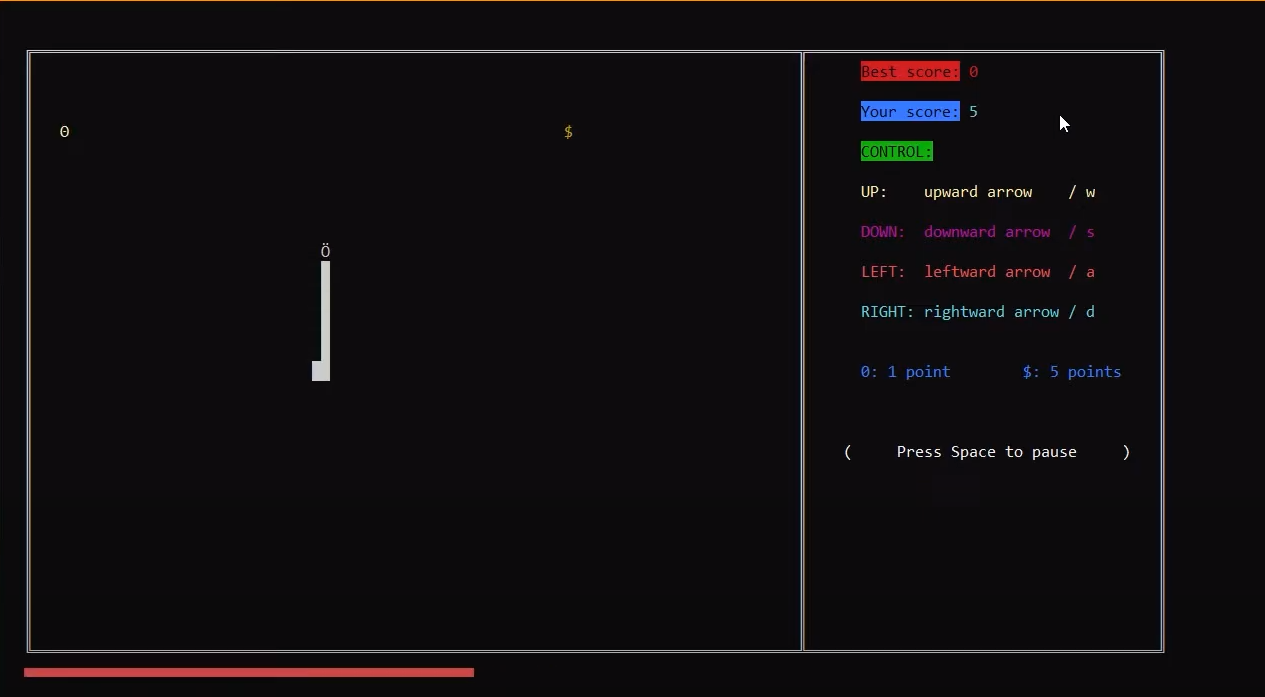 Best score: 0
Your score: 5
CONTROL:
0 $
UP: upward arrow / w
DOWN: downward arrow / s
Ö
LEFT: leftward arrow / a
RIGHT: rightward arrow / d
0: 1 point $: 5 points
( Press Space to pause )